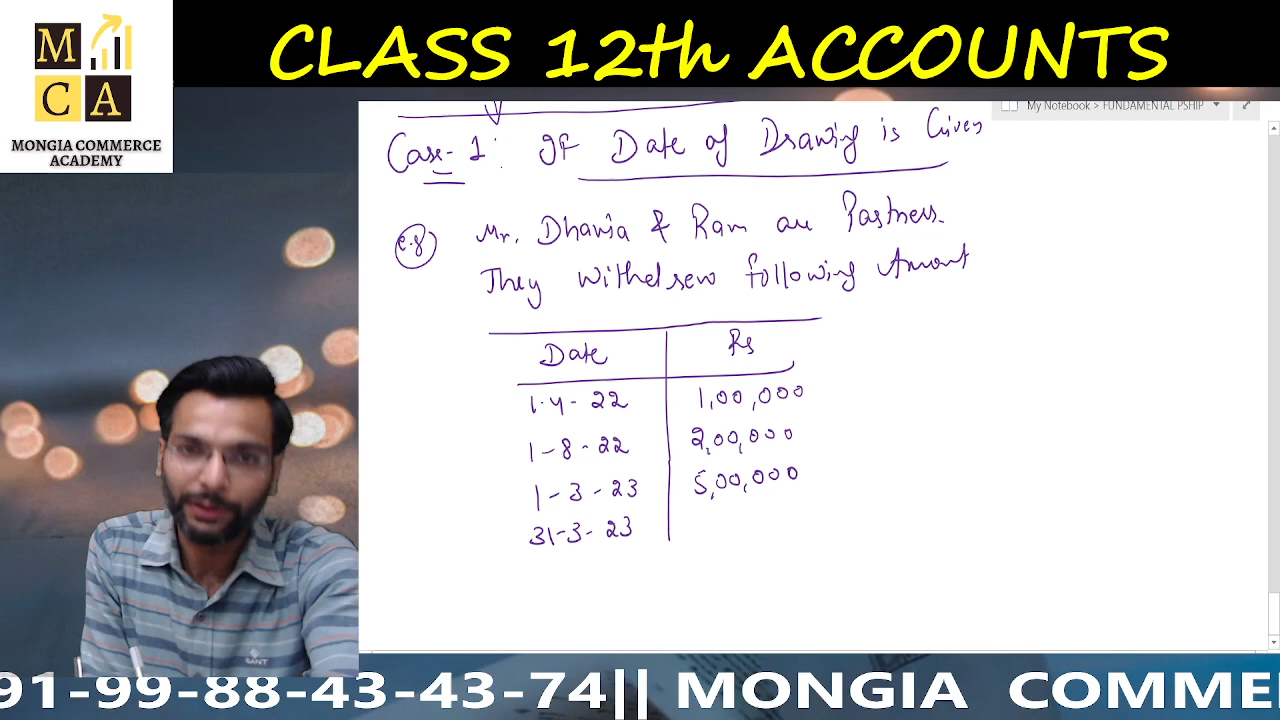 M
C A
MONGIA COMMERCE
ACADEMY
CLASS 12th ACCOUNTS
My Notebook > FUNDAMENTAL PSHIP
Case-1: If Date of Drawing is Given
e.g Mr. Dhawia & Ram are Partners.
They withdrew following Amount
Date Rs
1-4-22 1,00,000
1-8-22 2,00,000
1-3-23 5,00,000
31-3-23
GANT
91-99-88-43-43-74|| MONGIA COMME